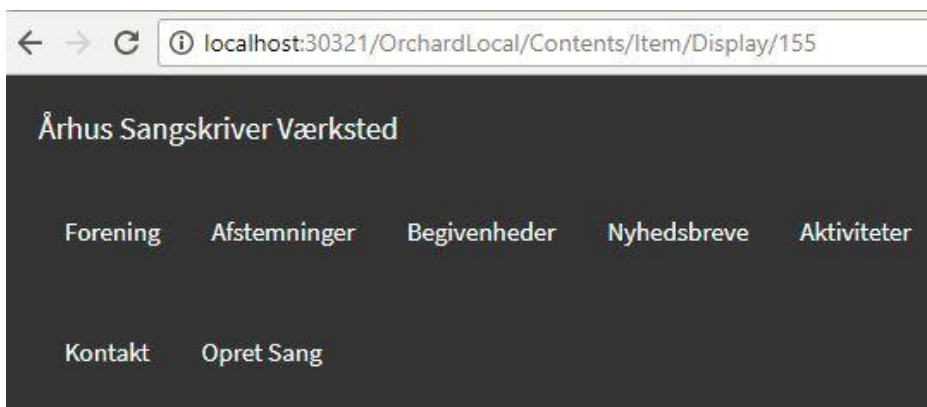 localhost:30321/OrchardLocal/Contents/Item/Display/155
Århus Sangskriver Værksted
Forening Afstemninger Begivenheder Nyhedsbreve Aktiviteter
Kontakt Opret Sang